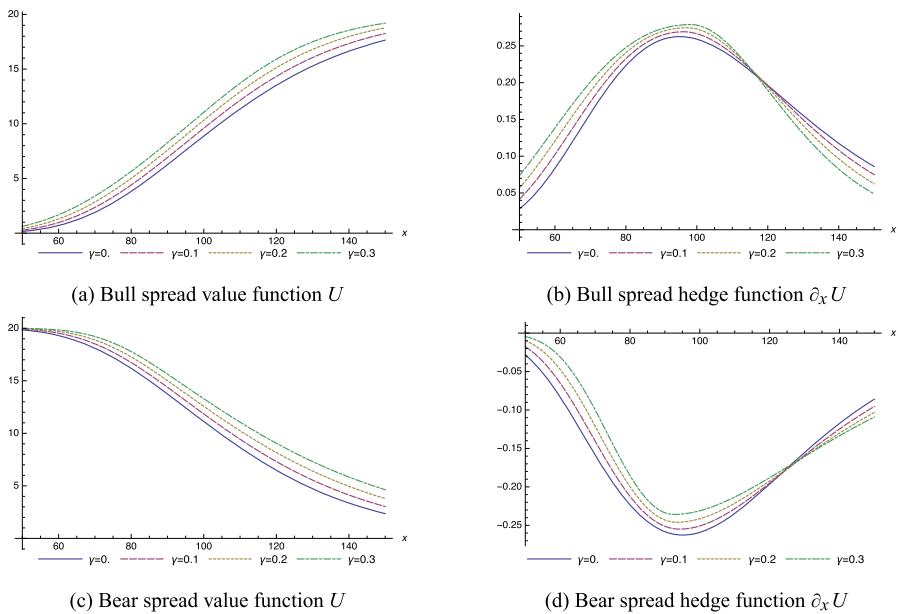 20
15
10
5
60 80 100 120 140 x
γ=0. γ=0.1 γ=0.2 γ=0.3
(a) Bull spread value function U
0.25
0.20
0.15
0.10
0.05
60 80 100 120 140 x
γ=0. γ=0.1 γ=0.2 γ=0.3
(b) Bull spread hedge function ∂ₓU
20
15
10
5
60 80 100 120 140 x
γ=0. γ=0.1 γ=0.2 γ=0.3
(c) Bear spread value function U
60 80 100 120 140 x
−0.05
−0.10
−0.15
−0.20
−0.25
γ=0. γ=0.1 γ=0.2 γ=0.3
(d) Bear spread hedge function ∂ₓU